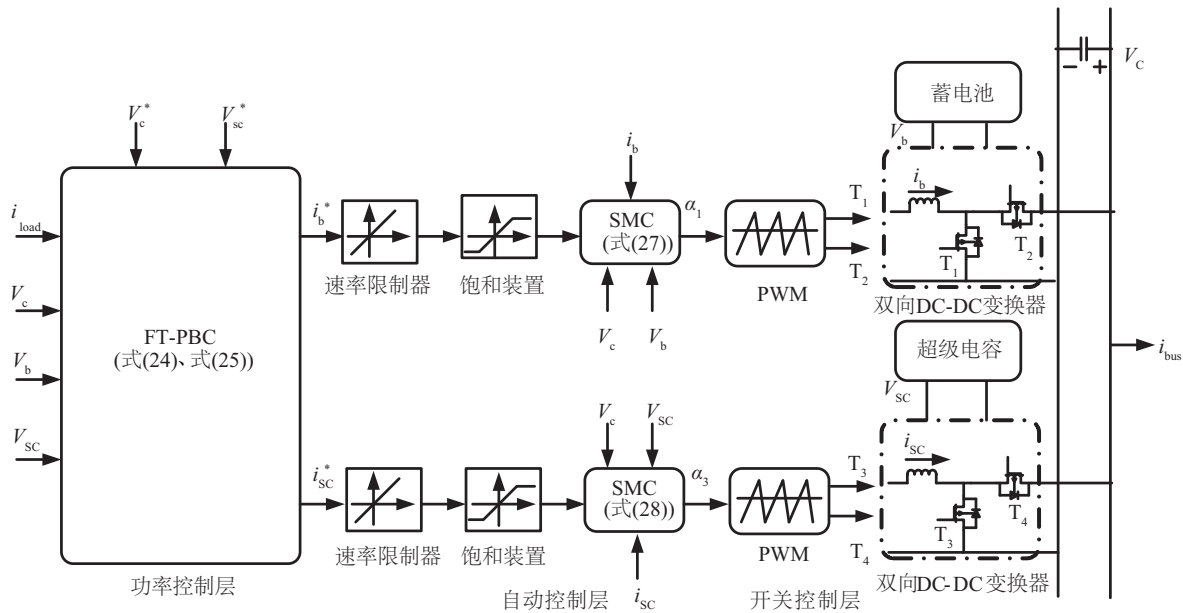 V_c^*
V_sc^*
i_load
V_c
V_b
V_SC
FT-PBC
(式(24)、式(25))
功率控制层
i_b^*
速率限制器
饱和装置
i_b
SMC
(式(27))
V_c
V_b
α_1
PWM
T_1
T_2
蓄电池
V_b
i_b
T_1
T_2
双向DC-DC变换器
− +
V_C
i_bus
i_SC^*
速率限制器
饱和装置
V_c
V_SC
SMC
(式(28))
i_SC
自动控制层
α_3
PWM
开关控制层
T_3
T_4
超级电容
V_SC
i_SC
T_3
T_4
双向DC-DC变换器